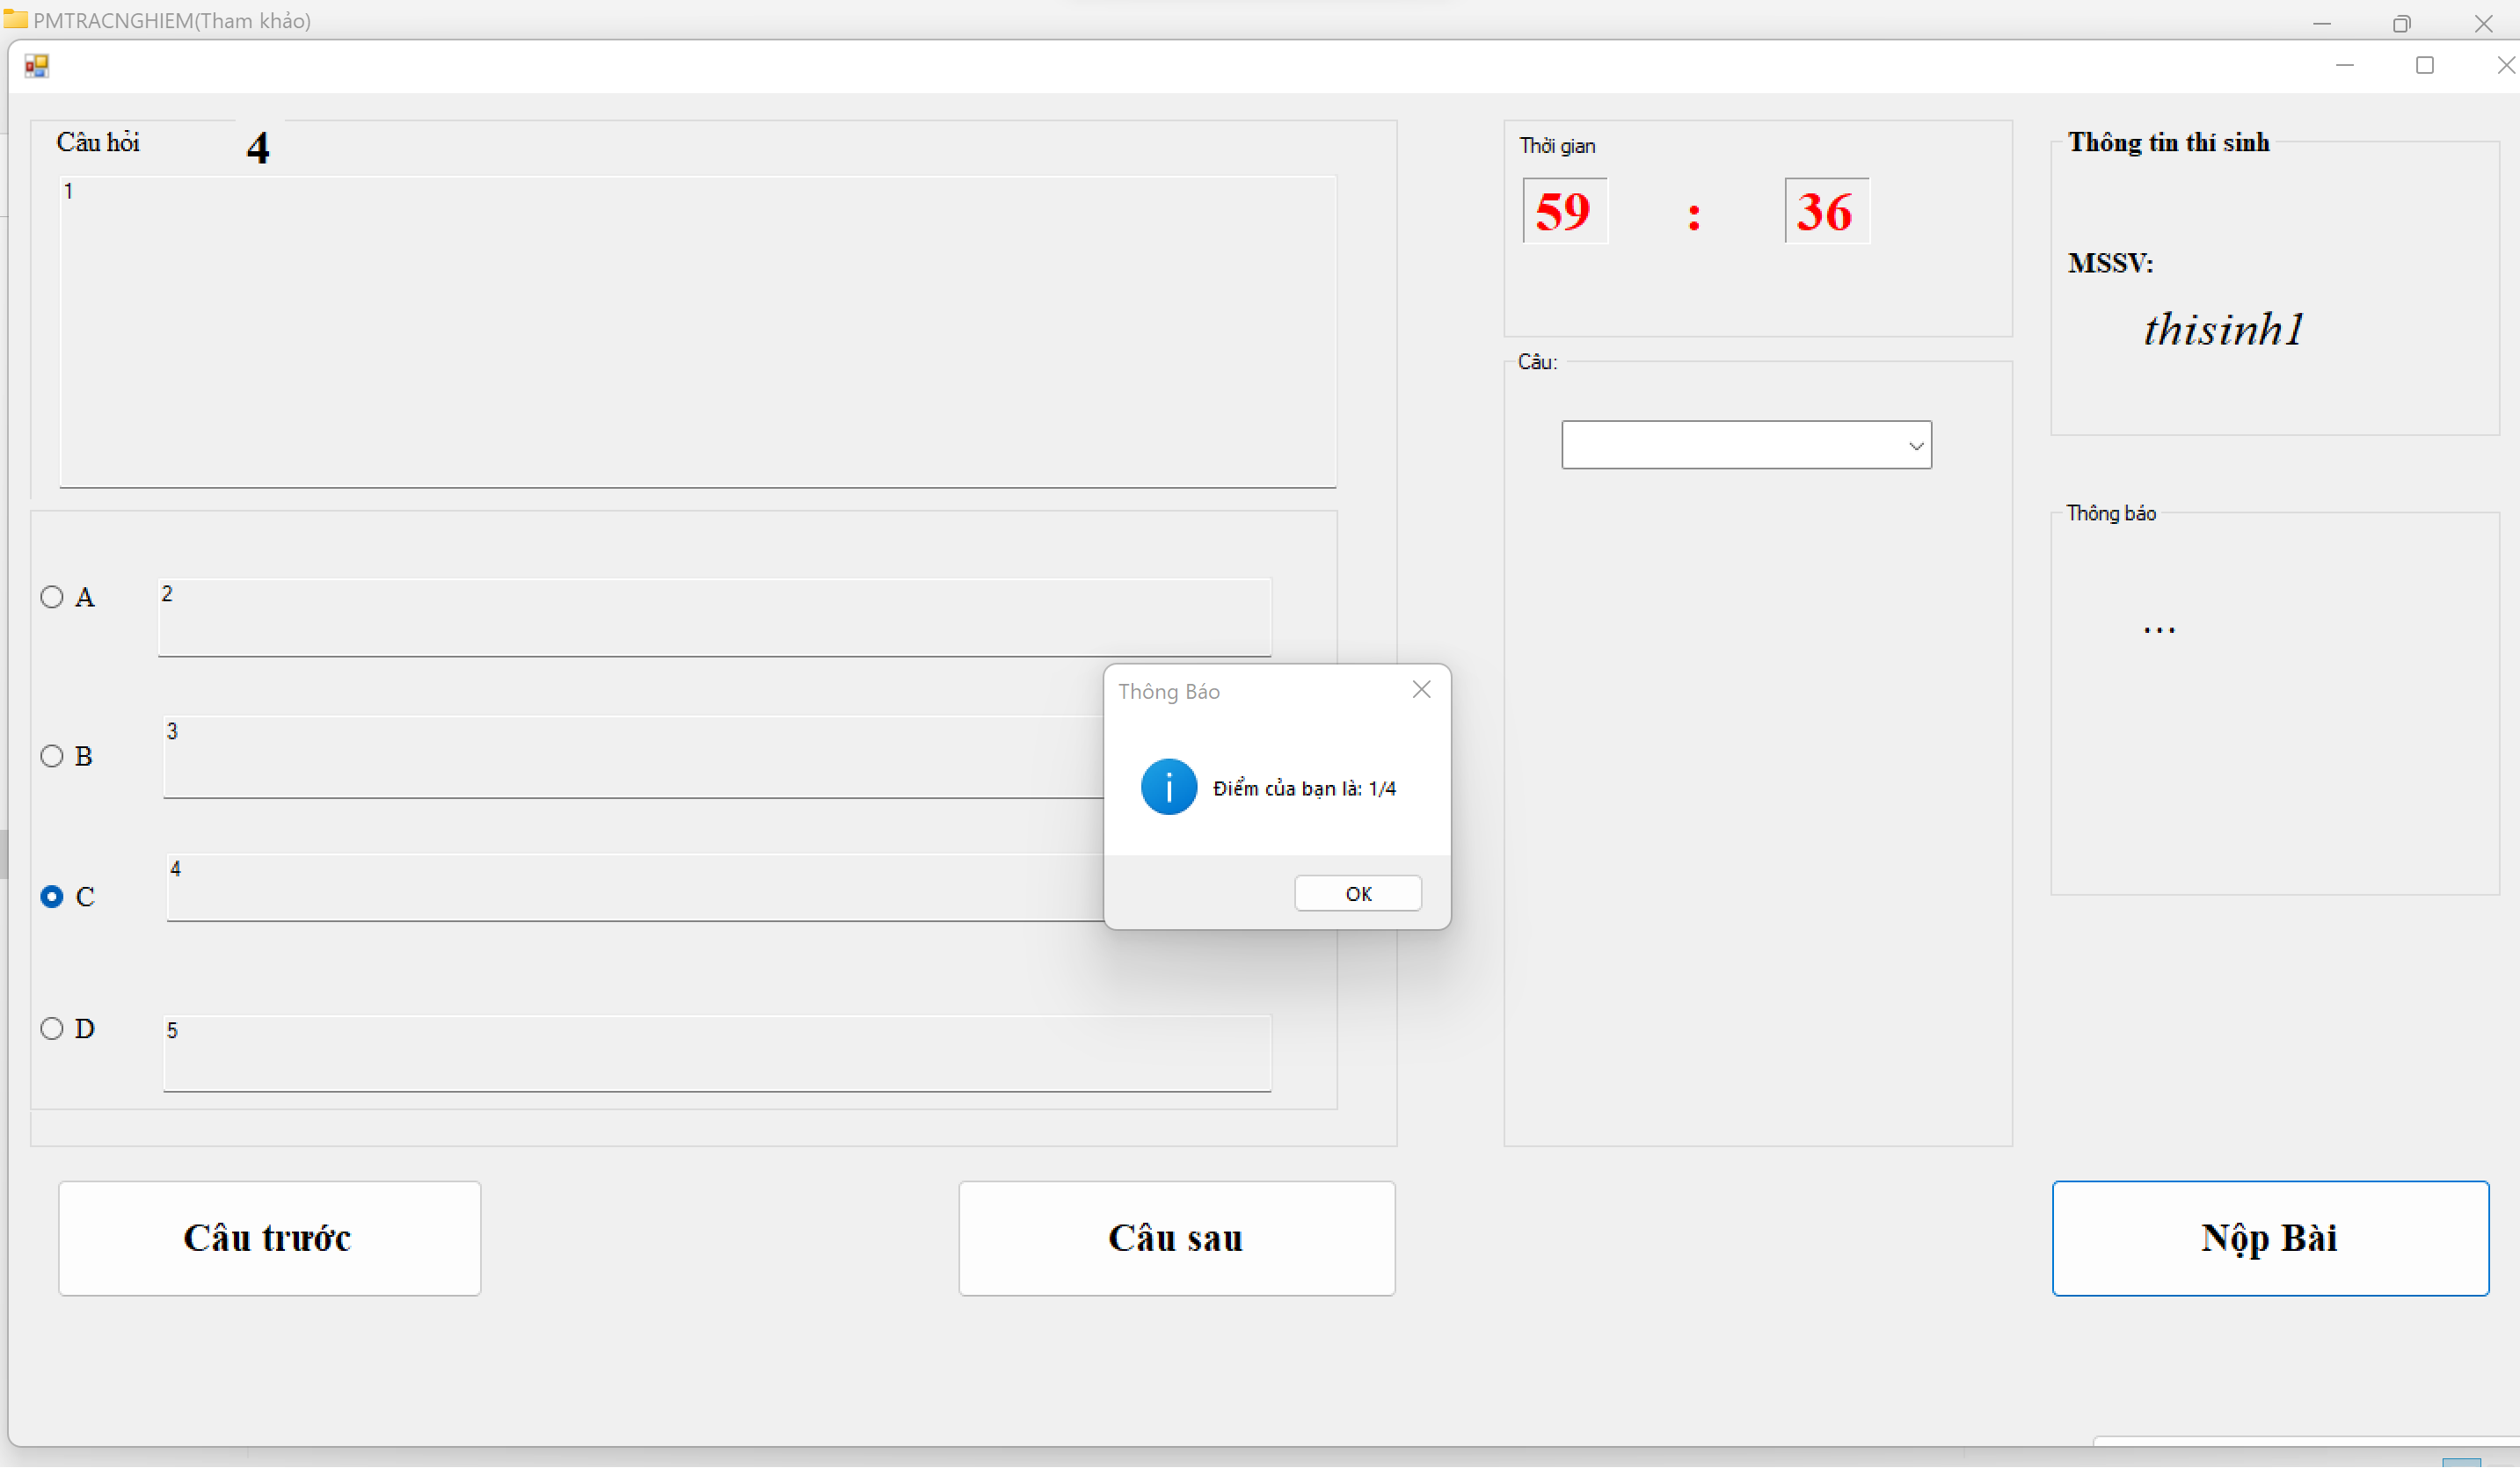 PMTRACNGHIEM(Tham khảo)
Câu hỏi 4
1
A 2
B 3
C 4
D 5
Thời gian
59 : 36
Câu:
Thông tin thí sinh
MSSV:
thisinh1
Thông báo
...
Thông Báo
Điểm của bạn là: 1/4
OK
Câu trước
Câu sau
Nộp Bài